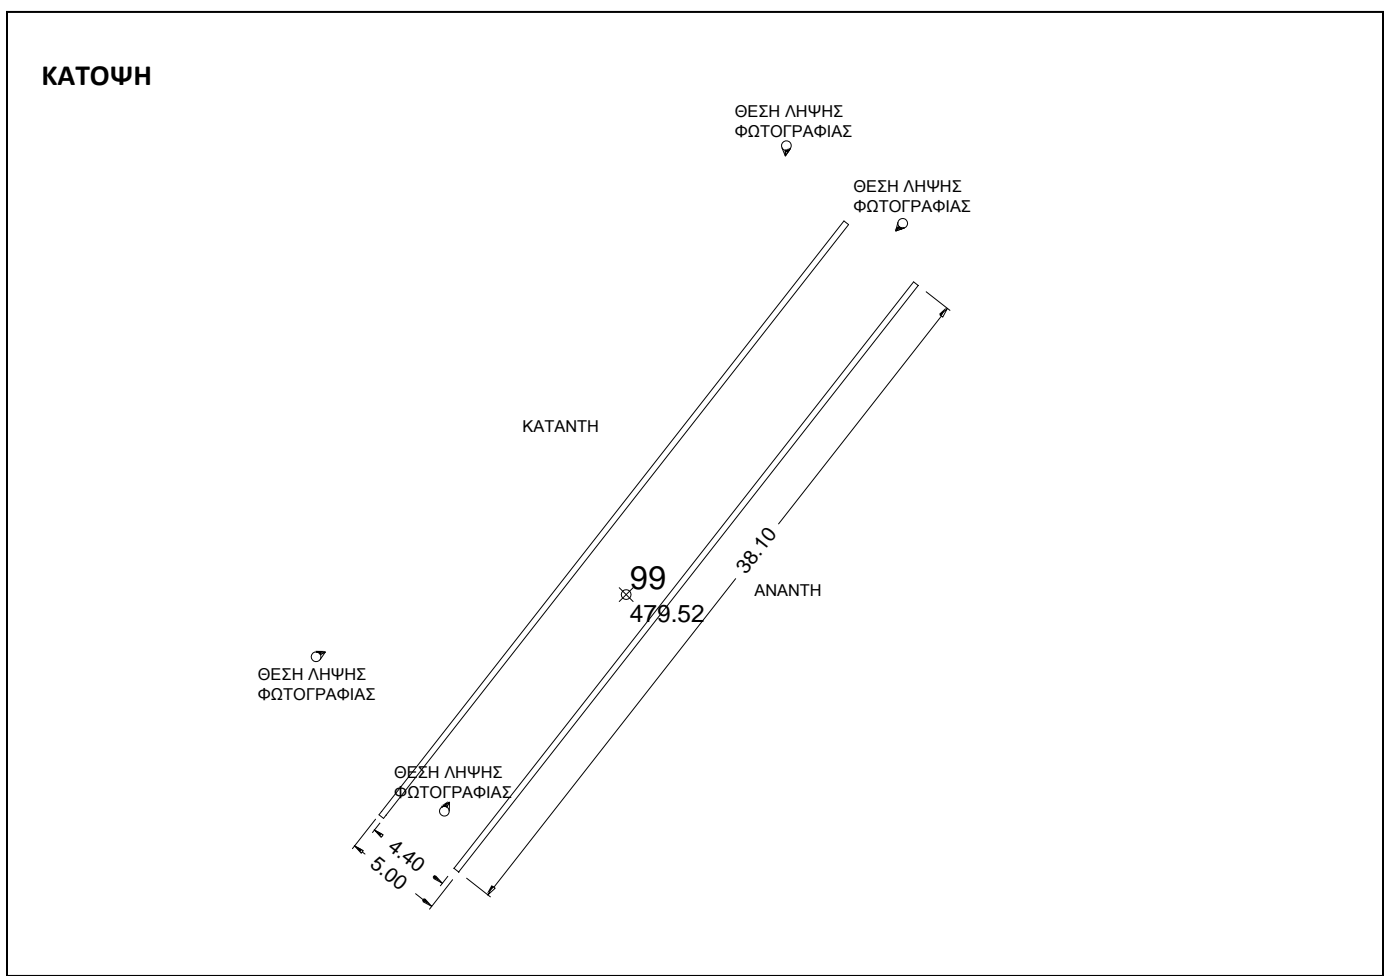 ΚΑΤΟΨΗ
ΘΕΣΗ ΛΗΨΗΣ
ΦΩΤΟΓΡΑΦΙΑΣ
ΘΕΣΗ ΛΗΨΗΣ
ΦΩΤΟΓΡΑΦΙΑΣ
ΚΑΤΑΝΤΗ
38.10
99
ΑΝΑΝΤΗ
479.52
ΘΕΣΗ ΛΗΨΗΣ
ΦΩΤΟΓΡΑΦΙΑΣ
ΘΕΣΗ ΛΗΨΗΣ
ΦΩΤΟΓΡΑΦΙΑΣ
4.40
5.00